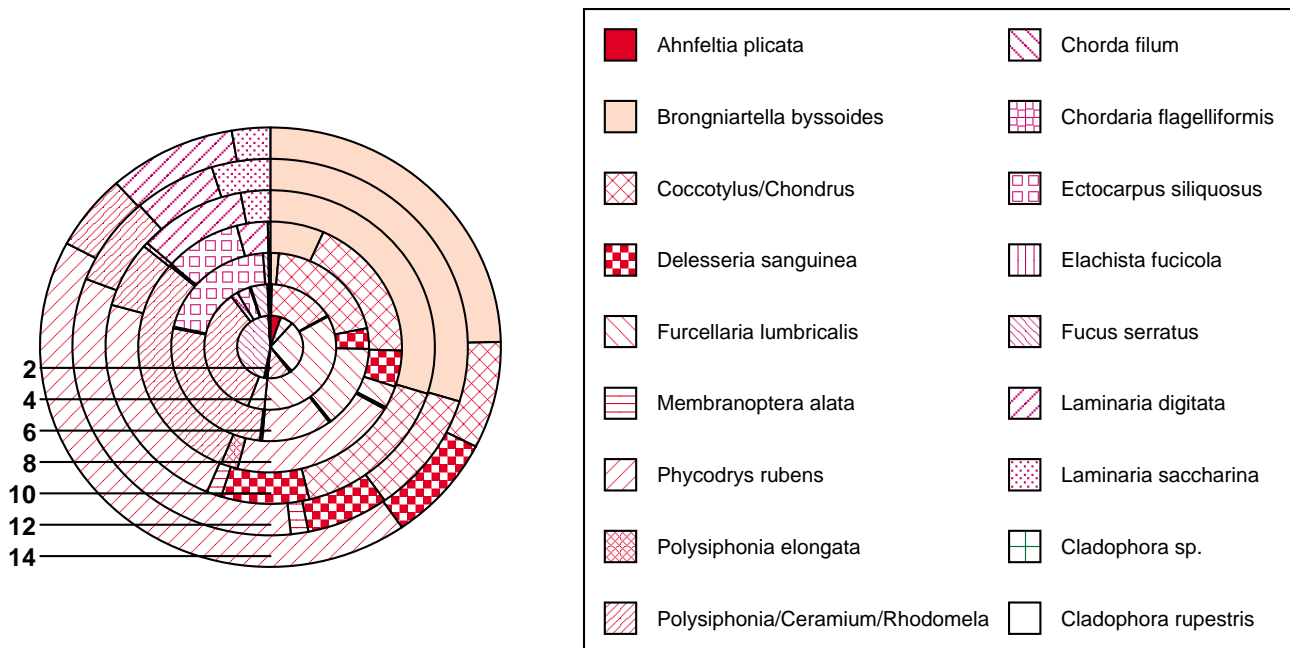 2
4
6
8
10
12
14
Ahnfeltia plicata
Brongniartella byssoides
Coccotylus/Chondrus
Delesseria sanguinea
Furcellaria lumbricalis
Membranoptera alata
Phycodrys rubens
Polysiphonia elongata
Polysiphonia/Ceramium/Rhodomela
Chorda filum
Chordaria flagelliformis
Ectocarpus siliquosus
Elachista fucicola
Fucus serratus
Laminaria digitata
Laminaria saccharina
Cladophora sp.
Cladophora rupestris